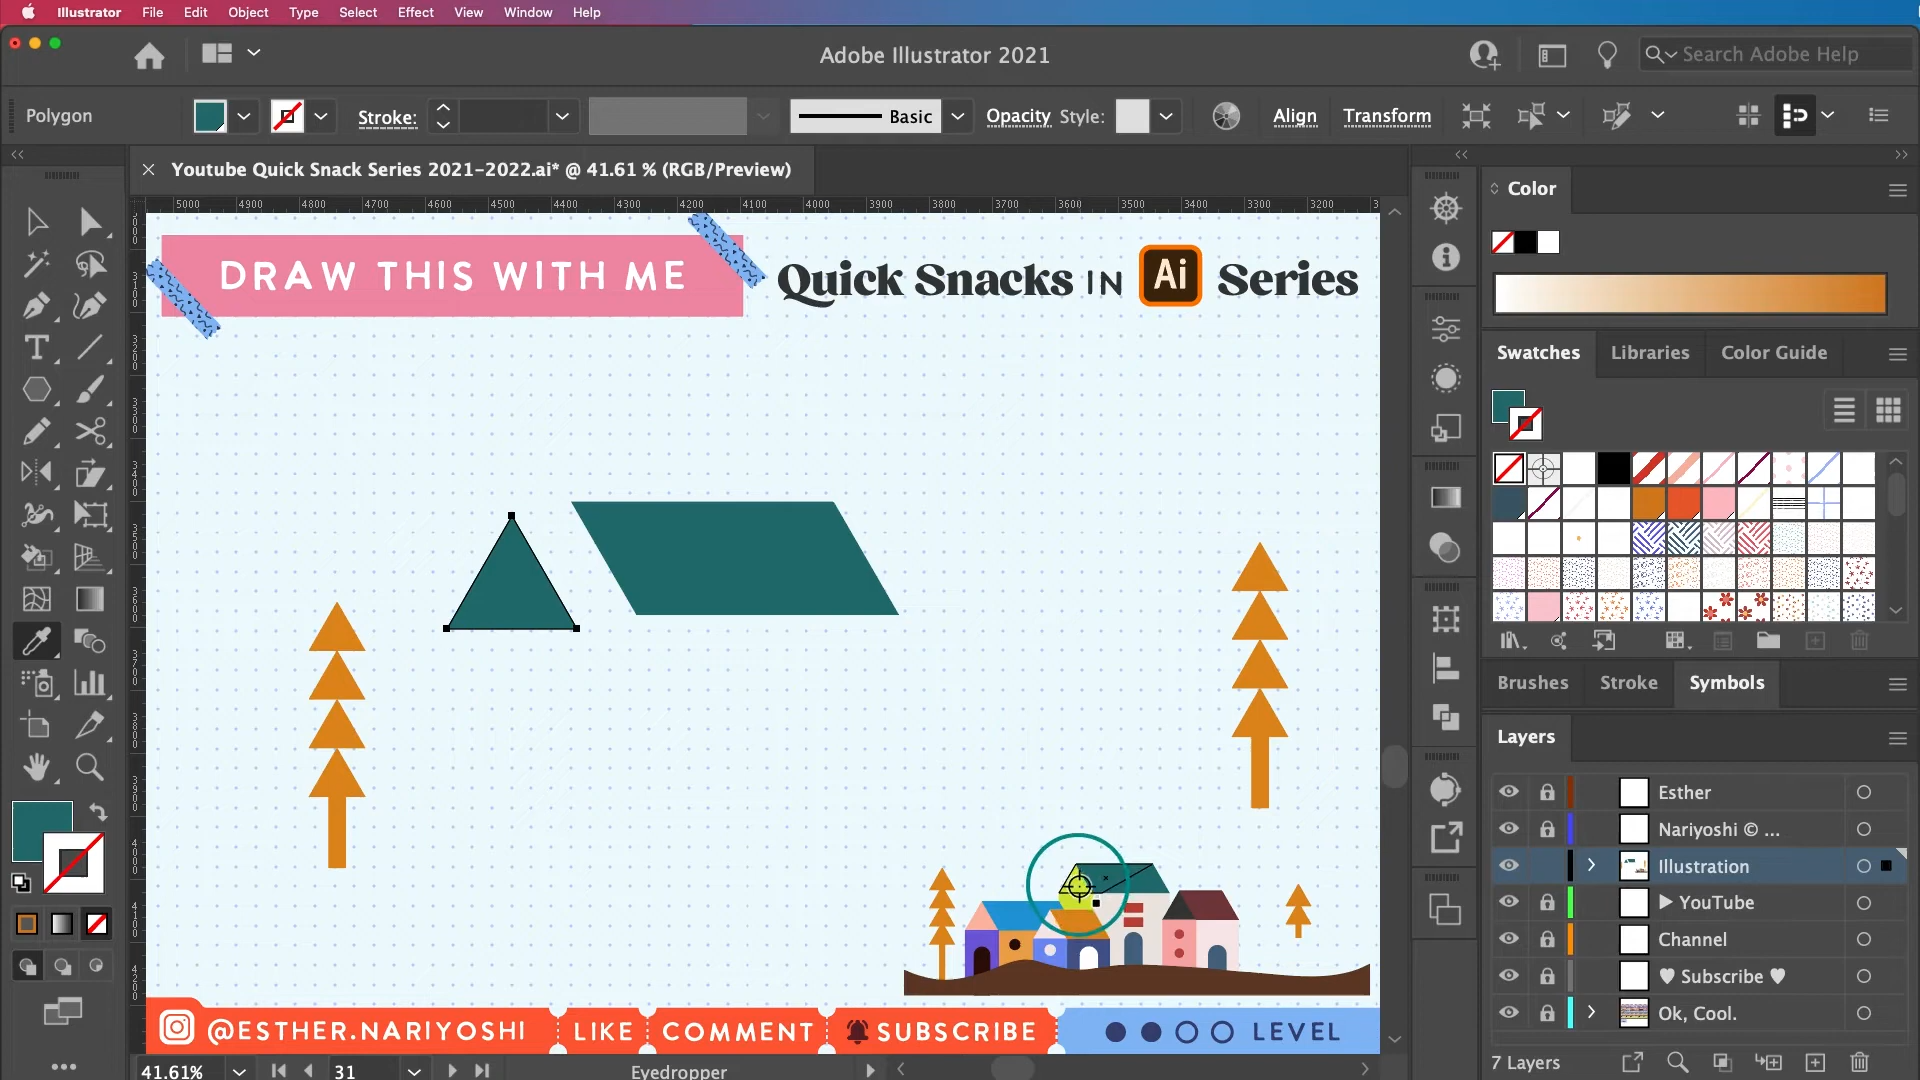 Illustrator File Edit Object Type Select Effect View Window Help
Adobe Illustrator 2021
Search Adobe Help
Polygon
Stroke:
Basic
Opacity Style:
Align
Transform
Youtube Quick Snack Series 2021-2022.ai* @ 41.61 % (RGB/Preview)
5000 4900 4800 4700 4600 4500 4400 4300 4200 4100 4000 3900 3800 3700 3600 3500 3400 3300 3200 3
DRAW THIS WITH ME
Quick Snacks IN Ai Series
Color
Swatches Libraries Color Guide
Brushes Stroke Symbols
Layers
Esther
Nariyoshi © ...
Illustration
▶ YouTube
Channel
♥ Subscribe ♥
Ok, Cool.
7 Layers
@ESTHER.NARIYOSHI LIKE COMMENT SUBSCRIBE LEVEL
41.61% 31 Eyedropper